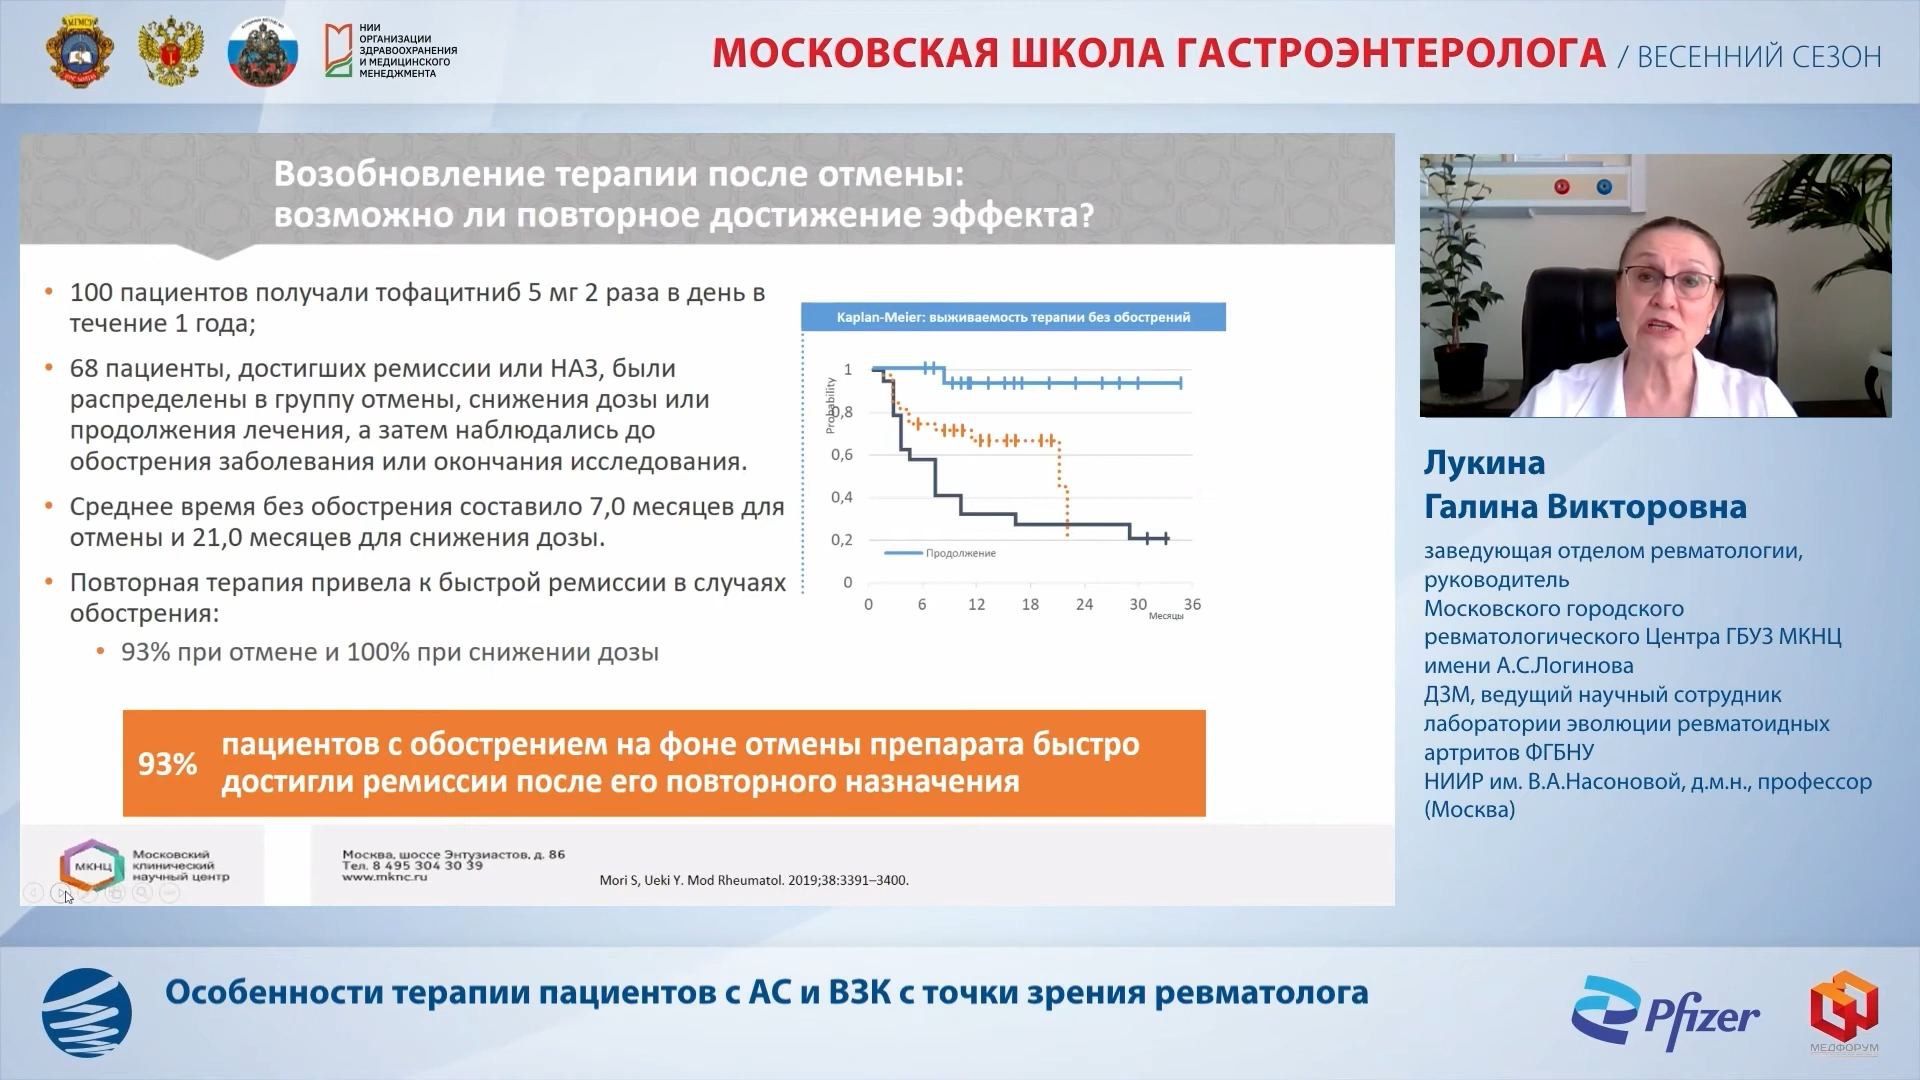 НИИ
ОРГАНИЗАЦИИ
ЗДРАВООХРАНЕНИЯ
И МЕДИЦИНСКОГО
МЕНЕДЖМЕНТА
МОСКОВСКАЯ ШКОЛА ГАСТРОЭНТЕРОЛОГА / ВЕСЕННИЙ СЕЗОН
Возобновление терапии после отмены:
возможно ли повторное достижение эффекта?
• 100 пациентов получали тофацитниб 5 мг 2 раза в день в
течение 1 года;
• 68 пациенты, достигших ремиссии или НАЗ, были
распределены в группу отмены, снижения дозы или
продолжения лечения, а затем наблюдались до
обострения заболевания или окончания исследования.
• Среднее время без обострения составило 7,0 месяцев для
отмены и 21,0 месяцев для снижения дозы.
• Повторная терапия привела к быстрой ремиссии в случаях
обострения:
• 93% при отмене и 100% при снижении дозы
Kaplan-Meier: выживаемость терапии без обострений
Probability
1
0,8
0,6
0,4
0,2
0
Продолжение
0 6 12 18 24 30 36
Месяцы
93%
пациентов с обострением на фоне отмены препарата быстро
достигли ремиссии после его повторного назначения
МКНЦ
Московский
клинический
научный центр
Москва, шоссе Энтузиастов, д. 86
Тел. 8 495 304 30 39
www.mknc.ru
Mori S, Ueki Y. Mod Rheumatol. 2019;38:3391–3400.
Лукина
Галина Викторовна
заведующая отделом ревматологии,
руководитель
Московского городского
ревматологического Центра ГБУЗ МКНЦ
имени А.С.Логинова
ДЗМ, ведущий научный сотрудник
лаборатории эволюции ревматоидных
артритов ФГБНУ
НИИР им. В.А.Насоновой, д.м.н., профессор
(Москва)
Особенности терапии пациентов с АС и ВЗК с точки зрения ревматолога
Pfizer
МЕДФОРУМ